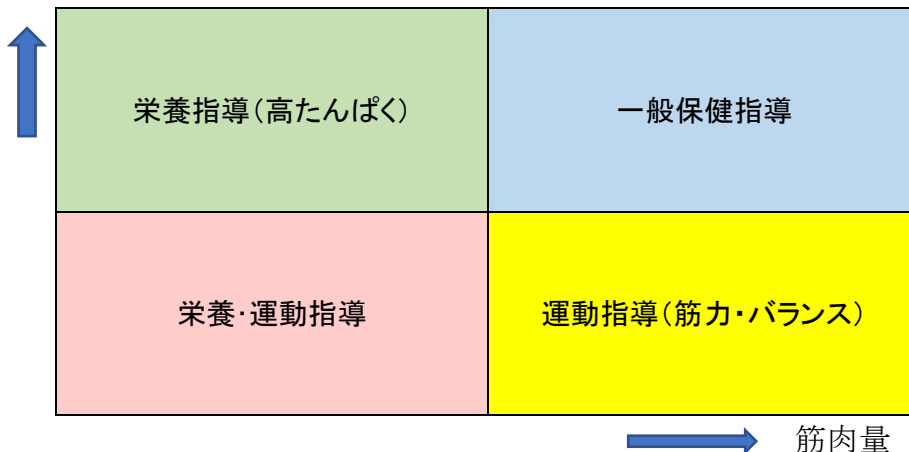 栄養指導（高たんぱく）
一般保健指導
栄養・運動指導
運動指導（筋力・バランス）
筋肉量